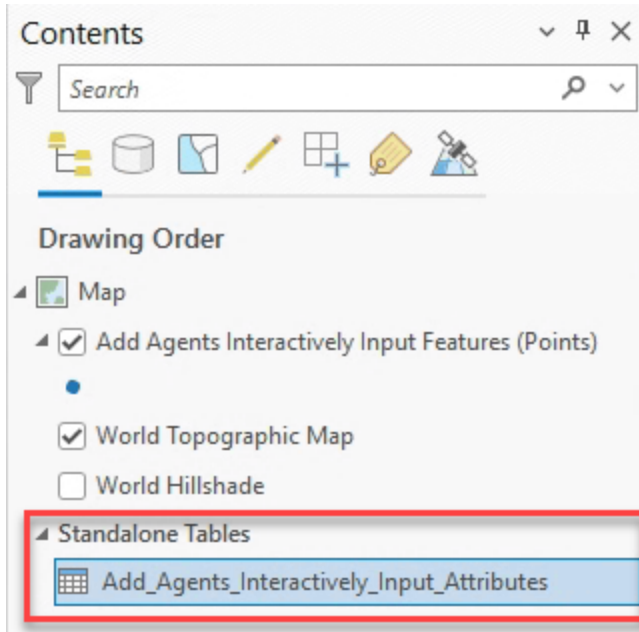 Contents
Search
Drawing Order
Map
Add Agents Interactively Input Features (Points)
World Topographic Map
World Hillshade
Standalone Tables
Add_Agents_Interactively_Input_Attributes